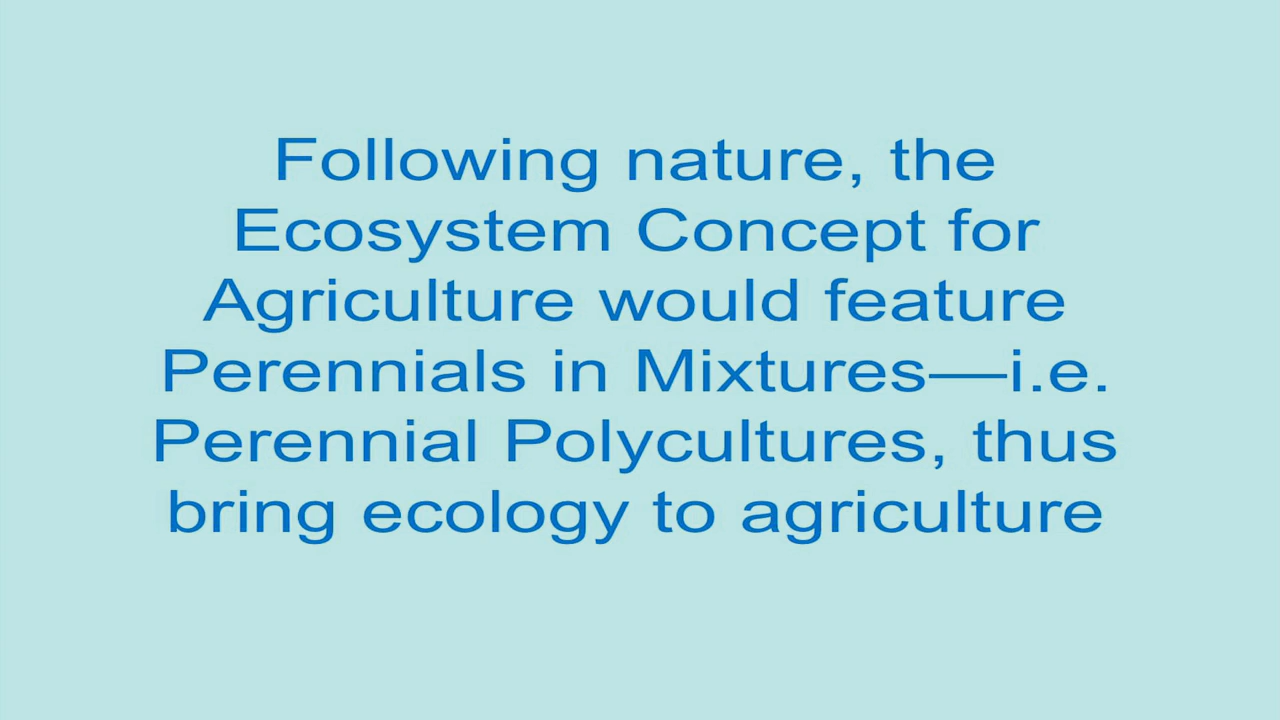 Following nature, the
Ecosystem Concept for
Agriculture would feature
Perennials in Mixtures—i.e.
Perennial Polycultures, thus
bring ecology to agriculture